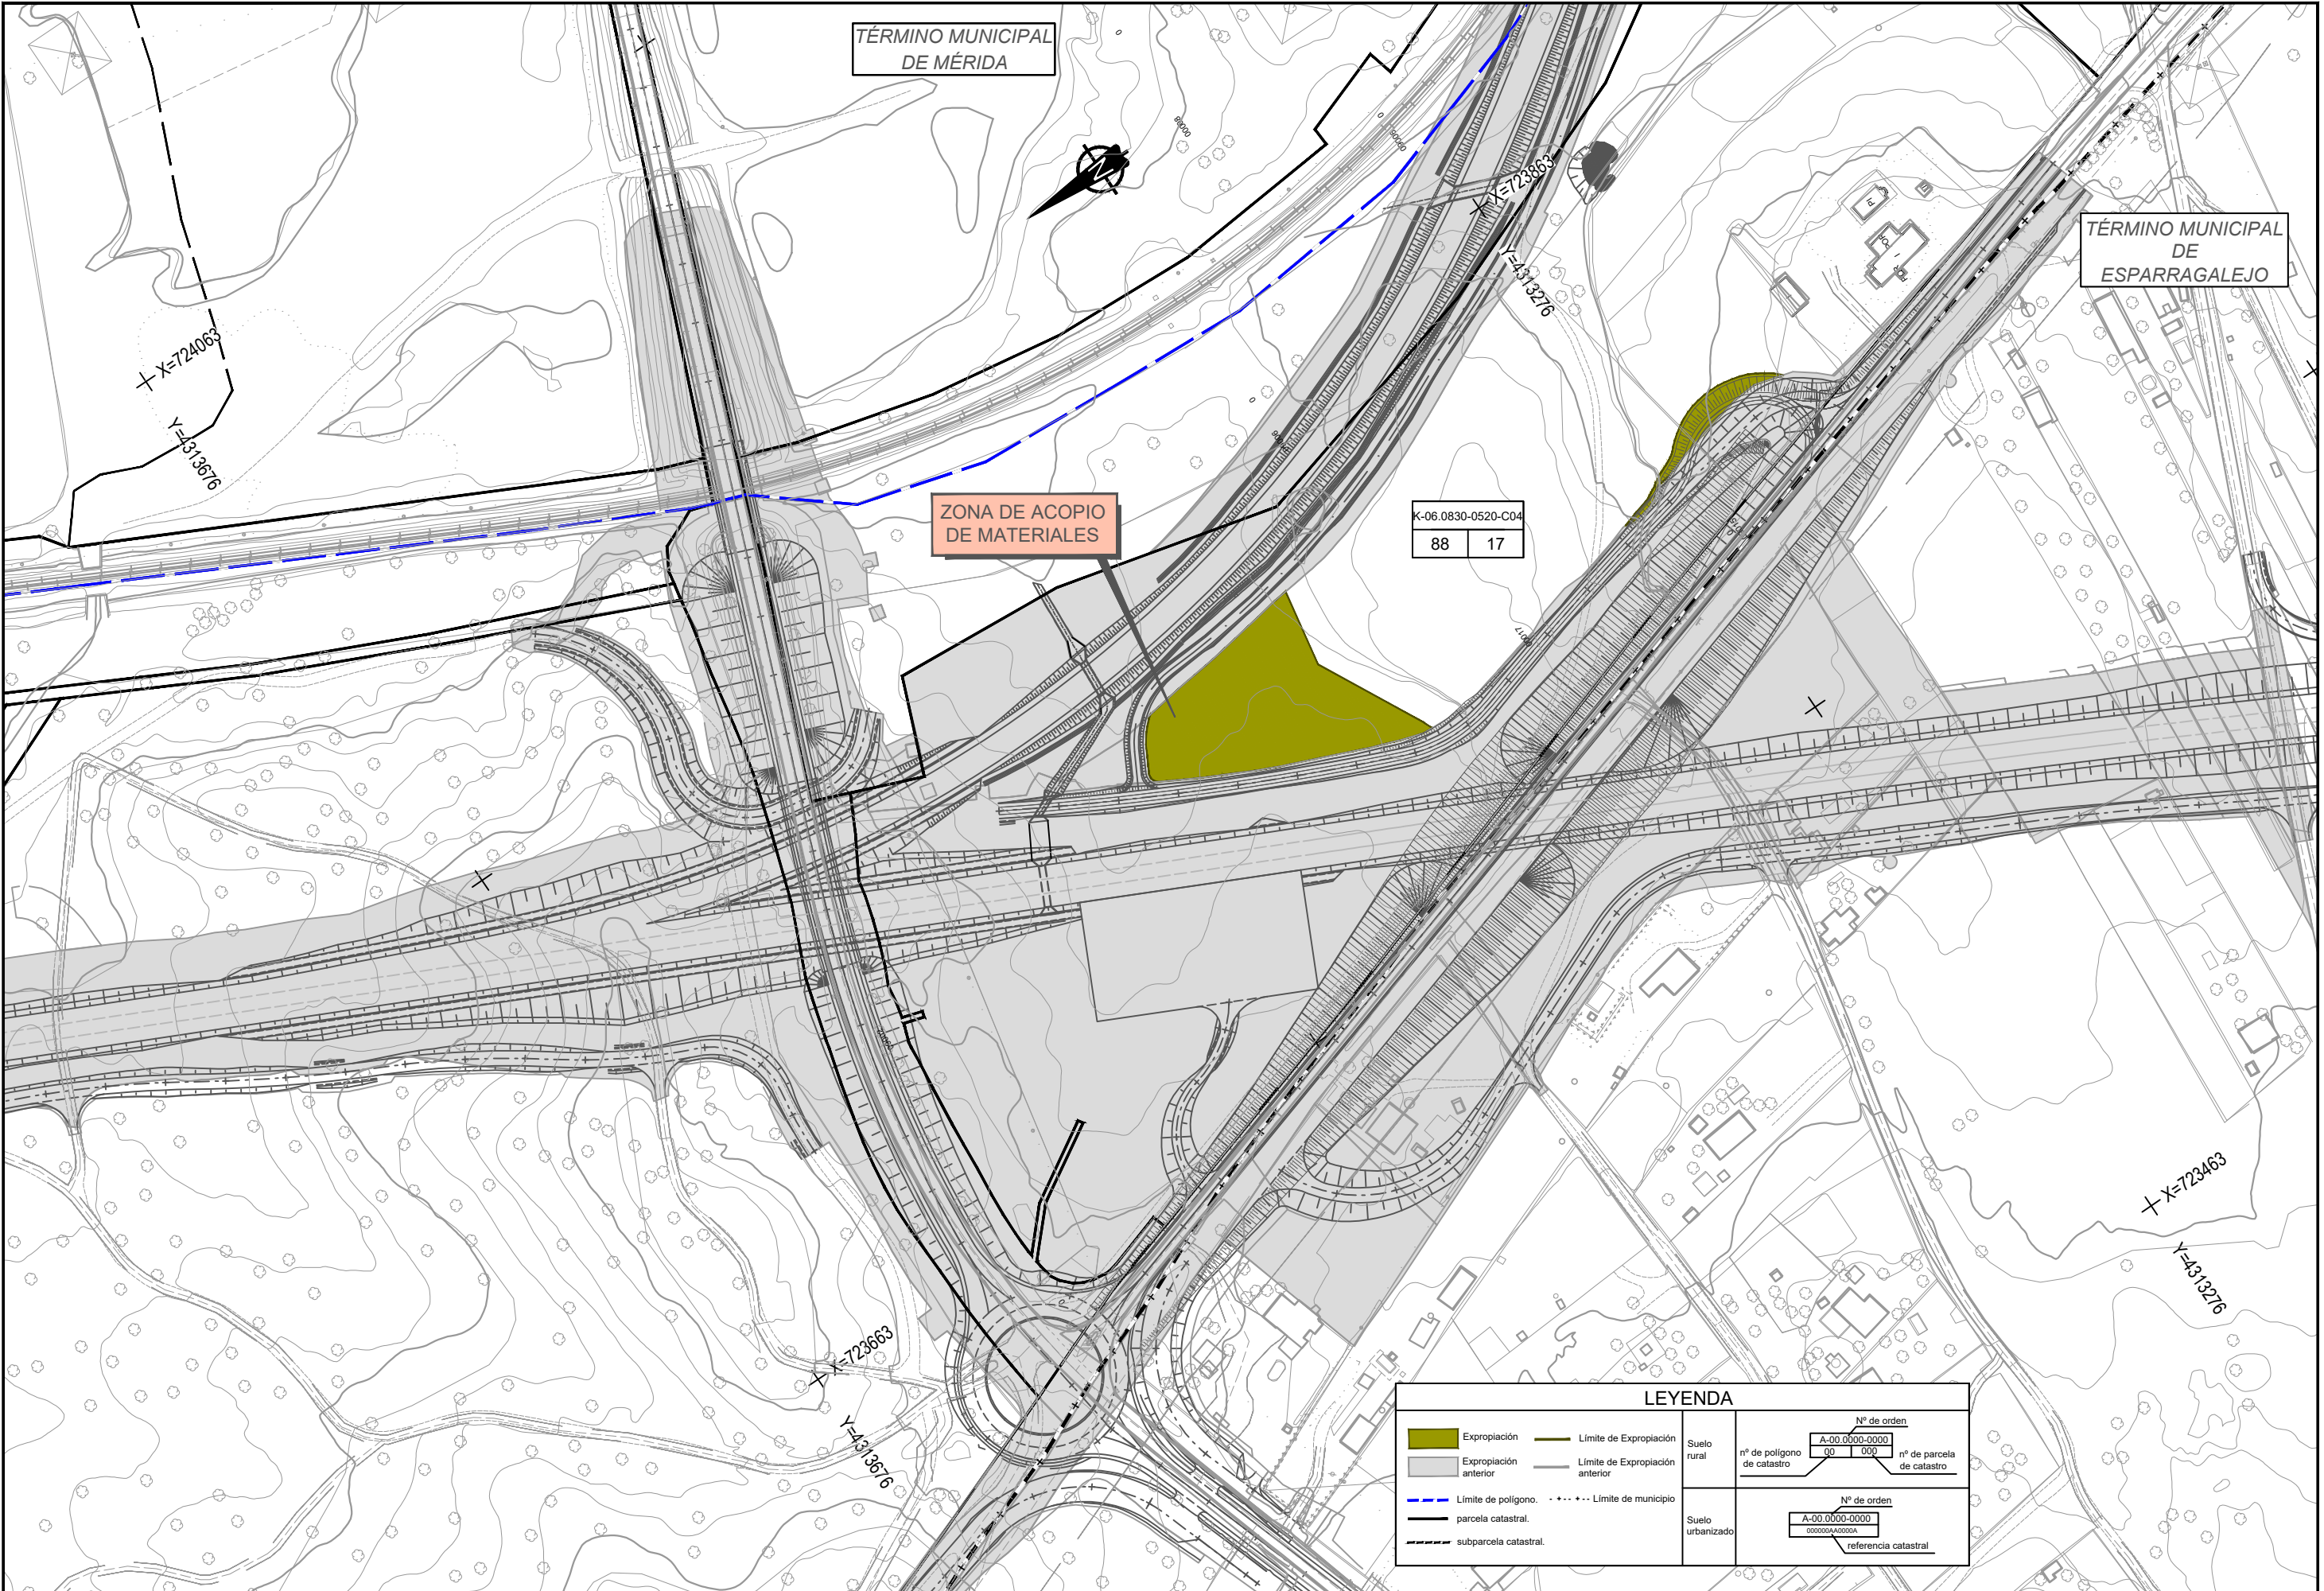 TÉRMINO MUNICIPAL
DE MÉRIDA
TÉRMINO MUNICIPAL
DE
ESPARRAGALEJO
X=723863
Y=4313276
X=724063
Y=4313676
ZONA DE ACOPIO
DE MATERIALES
K-06.0830-0520-C04
88 17
X=723463
Y=4313276
X=723663
Y=4313676
LEYENDA
Expropiación
Límite de Expropiación
Expropiación
anterior
Límite de Expropiación
anterior
Límite de polígono.
Límite de municipio
parcela catastral.
subparcela catastral.
Suelo
rural
Nº de orden
A-00.0000-0000
00 000
nº de polígono
de catastro
nº de parcela
de catastro
Suelo
urbanizado
Nº de orden
A-00.0000-0000
000000AA0000A
referencia catastral